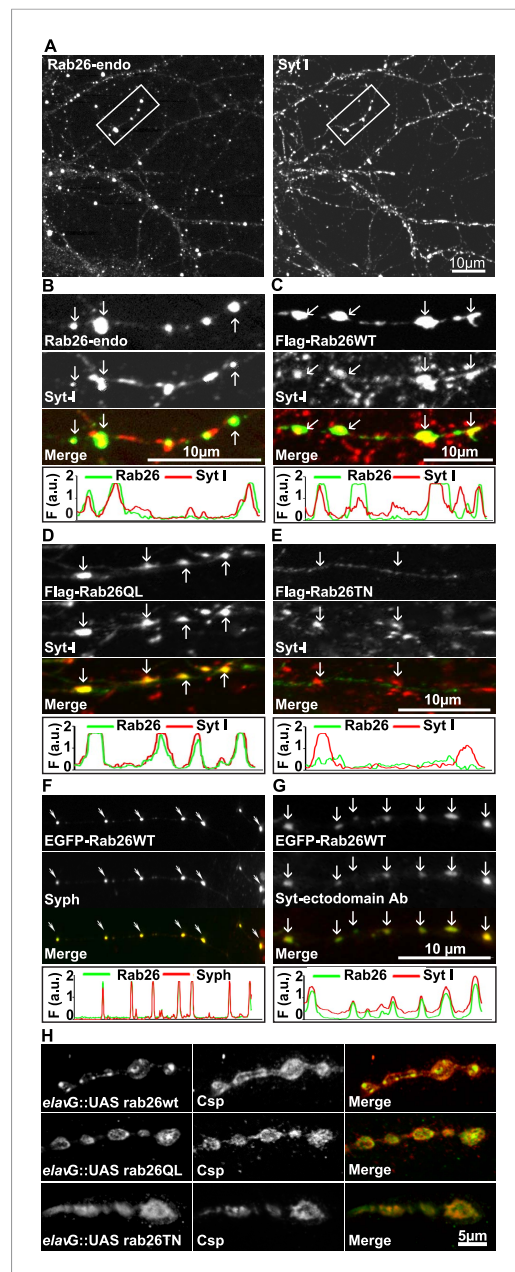 A
Rab26-endo
Syt I
10µm
B
Rab26-endo
Syt-I
Merge
10µm
F (a.u.)
2
1
0
Rab26
Syt I
C
Flag-Rab26WT
Syt-I
Merge
10µm
F (a.u.)
2
1
0
Rab26
Syt I
D
Flag-Rab26QL
Syt-I
Merge
F (a.u.)
2
1
0
Rab26
Syt I
E
Flag-Rab26TN
Syt-I
Merge
10µm
F (a.u.)
2
1
0
Rab26
Syt I
F
EGFP-Rab26WT
Syph
Merge
F (a.u.)
2
1
0
Rab26
Syph
G
EGFP-Rab26WT
Syt-ectodomain Ab
Merge
10 µm
F (a.u.)
2
1
0
Rab26
Syt I
H
elavG::UAS rab26wt
Csp
Merge
elavG::UAS rab26QL
Csp
Merge
elavG::UAS rab26TN
Csp
Merge
5µm